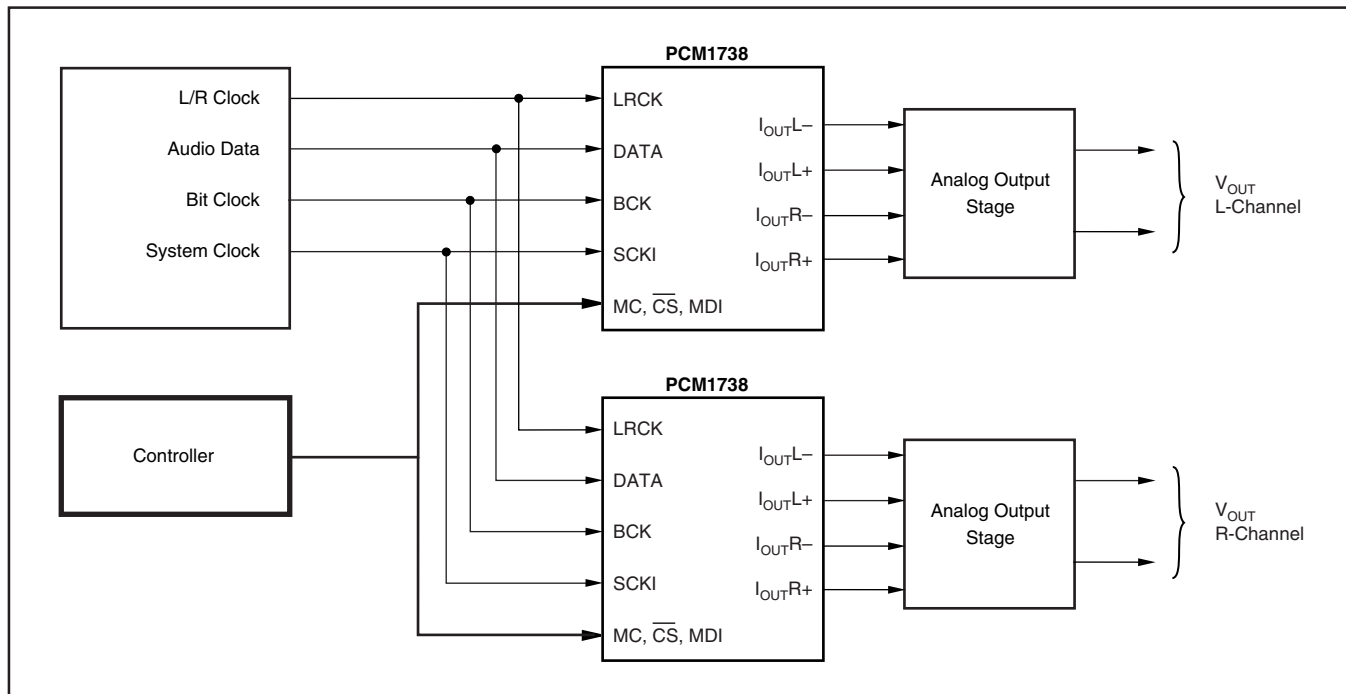 L/R Clock
Audio Data
Bit Clock
System Clock
Controller
PCM1738
LRCK
DATA
BCK
SCKI
MC, C̅S̅, MDI
I_OUTL–
I_OUTL+
I_OUTR–
I_OUTR+
Analog Output
Stage
V_OUT
L-Channel
PCM1738
LRCK
DATA
BCK
SCKI
MC, C̅S̅, MDI
I_OUTL–
I_OUTL+
I_OUTR–
I_OUTR+
Analog Output
Stage
V_OUT
R-Channel